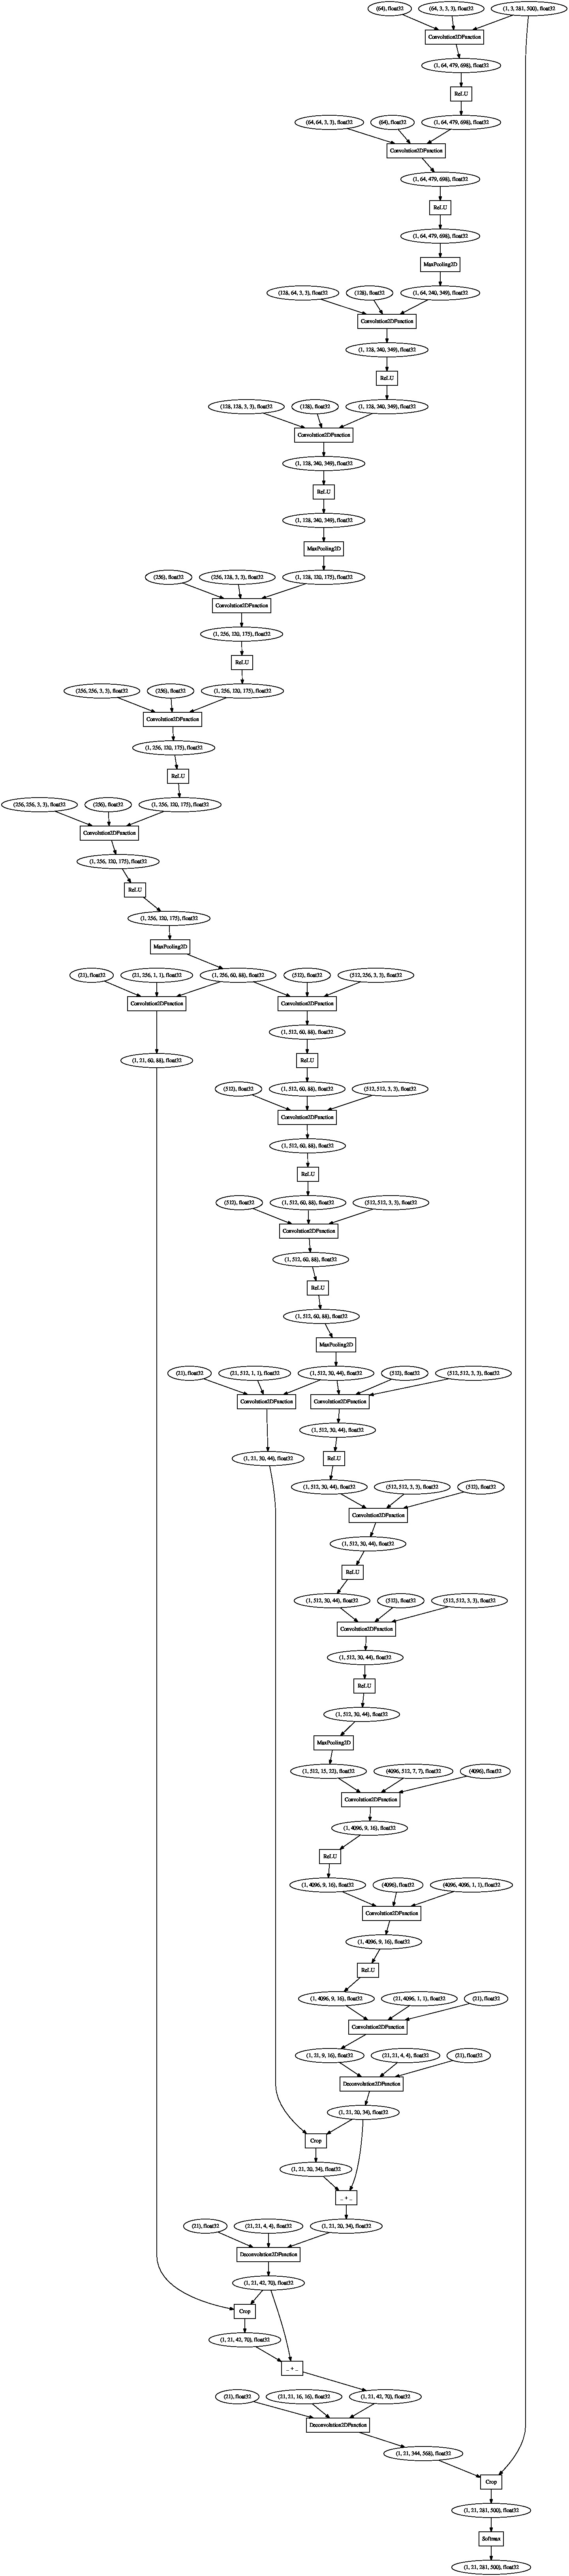 (64), float32 (64, 3, 3, 3), float32 (1, 3, 281, 500), float32
Convolution2DFunction
(1, 64, 479, 698), float32
ReLU
(64, 64, 3, 3), float32 (64), float32 (1, 64, 479, 698), float32
Convolution2DFunction
(1, 64, 479, 698), float32
ReLU
(1, 64, 479, 698), float32
MaxPooling2D
(128, 64, 3, 3), float32 (128), float32 (1, 64, 240, 349), float32
Convolution2DFunction
(1, 128, 240, 349), float32
ReLU
(128, 128, 3, 3), float32 (128), float32 (1, 128, 240, 349), float32
Convolution2DFunction
(1, 128, 240, 349), float32
ReLU
(1, 128, 240, 349), float32
MaxPooling2D
(256), float32 (256, 128, 3, 3), float32 (1, 128, 120, 175), float32
Convolution2DFunction
(1, 256, 120, 175), float32
ReLU
(256, 256, 3, 3), float32 (256), float32 (1, 256, 120, 175), float32
Convolution2DFunction
(1, 256, 120, 175), float32
ReLU
(256, 256, 3, 3), float32 (256), float32 (1, 256, 120, 175), float32
Convolution2DFunction
(1, 256, 120, 175), float32
ReLU
(1, 256, 120, 175), float32
MaxPooling2D
(21), float32 (21, 256, 1, 1), float32 (1, 256, 60, 88), float32 (512), float32 (512, 256, 3, 3), float32
Convolution2DFunction Convolution2DFunction
(1, 512, 60, 88), float32
(1, 21, 60, 88), float32 ReLU
(512), float32 (1, 512, 60, 88), float32 (512, 512, 3, 3), float32
Convolution2DFunction
(1, 512, 60, 88), float32
ReLU
(512), float32 (1, 512, 60, 88), float32 (512, 512, 3, 3), float32
Convolution2DFunction
(1, 512, 60, 88), float32
ReLU
(1, 512, 60, 88), float32
MaxPooling2D
(21), float32 (21, 512, 1, 1), float32 (1, 512, 30, 44), float32 (512), float32 (512, 512, 3, 3), float32
Convolution2DFunction Convolution2DFunction
(1, 512, 30, 44), float32
(1, 21, 30, 44), float32 ReLU
(1, 512, 30, 44), float32 (512, 512, 3, 3), float32 (512), float32
Convolution2DFunction
(1, 512, 30, 44), float32
ReLU
(1, 512, 30, 44), float32 (512), float32 (512, 512, 3, 3), float32
Convolution2DFunction
(1, 512, 30, 44), float32
ReLU
(1, 512, 30, 44), float32
MaxPooling2D
(1, 512, 15, 22), float32 (4096, 512, 7, 7), float32 (4096), float32
Convolution2DFunction
(1, 4096, 9, 16), float32
ReLU
(1, 4096, 9, 16), float32 (4096), float32 (4096, 4096, 1, 1), float32
Convolution2DFunction
(1, 4096, 9, 16), float32
ReLU
(1, 4096, 9, 16), float32 (21, 4096, 1, 1), float32 (21), float32
Convolution2DFunction
(1, 21, 9, 16), float32 (21, 21, 4, 4), float32 (21), float32
Deconvolution2DFunction
(1, 21, 20, 34), float32
Crop
(1, 21, 20, 34), float32
_ + _
(21), float32 (21, 21, 4, 4), float32 (1, 21, 20, 34), float32
Deconvolution2DFunction
(1, 21, 42, 70), float32
Crop
(1, 21, 42, 70), float32
_ + _
(21), float32 (21, 21, 16, 16), float32 (1, 21, 42, 70), float32
Deconvolution2DFunction
(1, 21, 344, 568), float32
Crop
(1, 21, 281, 500), float32
Softmax
(1, 21, 281, 500), float32